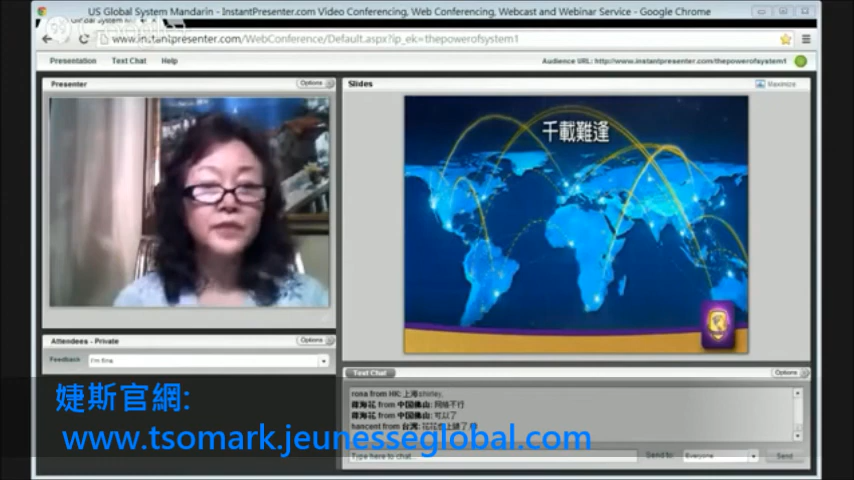 US Global System Mandarin - InstantPresenter.com Video Conferencing, Web Conferencing, Webcast and Webinar Service - Google Chrome
www.instantpresenter.com/WebConference/Default.aspx?ip_ek=thepowerofsystem1
Presentation Text Chat Help
Audience URL: http://www.instantpresenter.com/thepowerofsystem1
Presenter
Options
Slides
Maximize
千載難逢
Attendees - Private
Options
Feedback
I'm fine
Text Chat
Options
rona from HK: 上海shirley,
薛海花 from 中国佛山: 网络不行
薛海花 from 中国佛山: 可以了
hancent from 台湾: 花花也上線了
Type here to chat...
Send to:
Everyone
Send
婕斯官網:
www.tsomark.jeunesseglobal.com